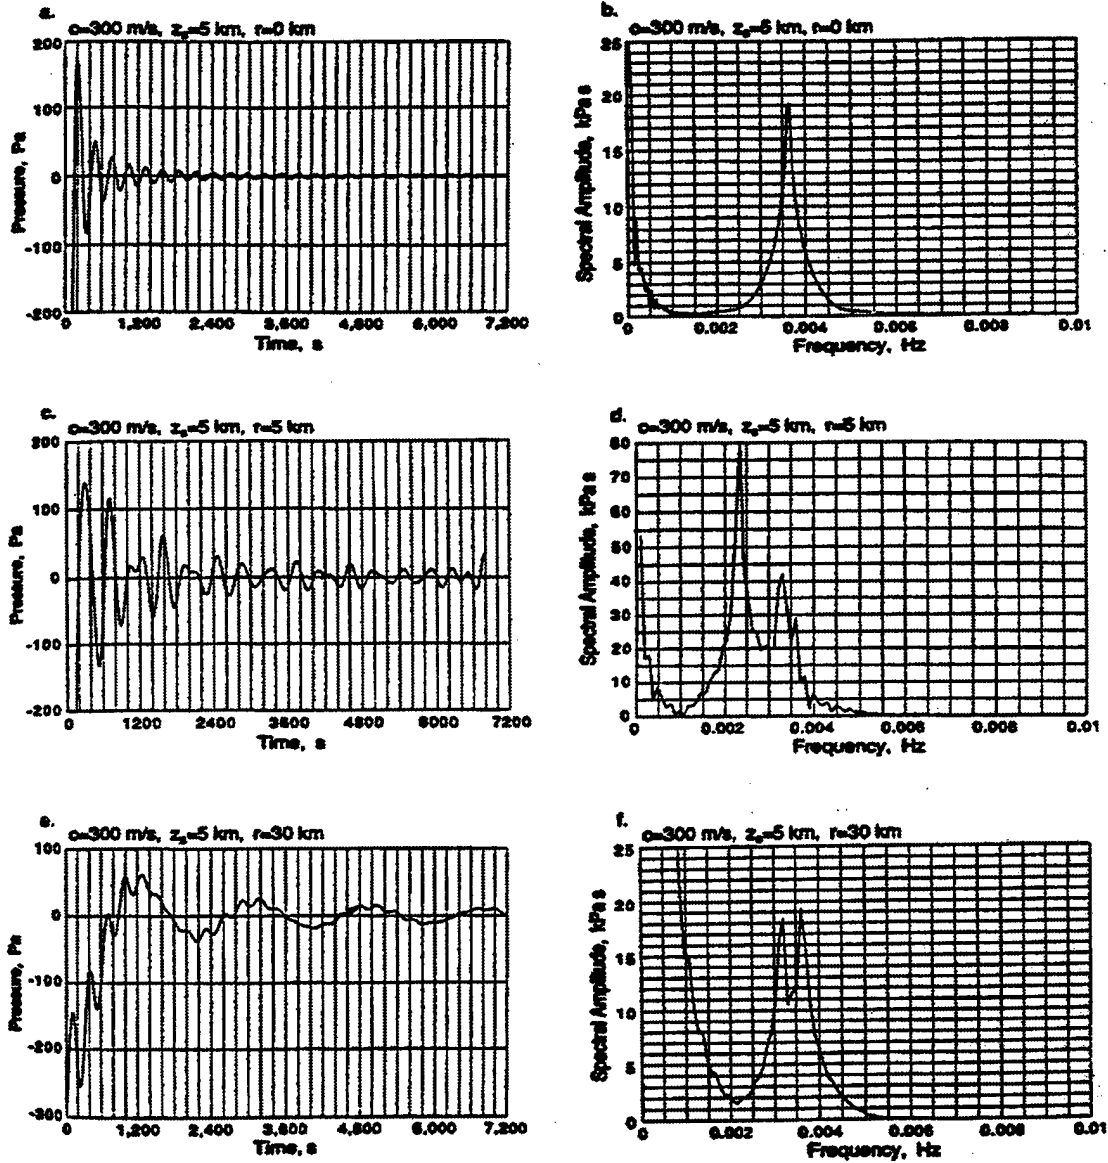 a.
c=300 m/s, zs=5 km, r=0 km
200
100
0
-100
-200
Pressure, Pa
0 1,200 2,400 3,600 4,800 6,000 7,200
Time, s
b.
c=300 m/s, zs=5 km, r=0 km
25
20
15
10
5
0
Spectral Amplitude, kPa s
0 0.002 0.004 0.006 0.008 0.01
Frequency, Hz
c.
c=300 m/s, zs=5 km, r=5 km
200
100
0
-100
-200
Pressure, Pa
0 1200 2400 3600 4800 6000 7200
Time, s
d.
c=300 m/s, zs=5 km, r=5 km
80
70
60
50
40
30
20
10
0
Spectral Amplitude, kPa s
0 0.002 0.004 0.006 0.008 0.01
Frequency, Hz
e.
c=300 m/s, zs=5 km, r=30 km
100
0
-100
-200
-300
Pressure, Pa
0 1,200 2,400 3,600 4,800 6,000 7,200
Time, s
f.
c=300 m/s, zs=5 km, r=30 km
25
20
15
10
5
0
Spectral Amplitude, kPa s
0 0.002 0.004 0.006 0.008 0.01
Frequency, Hz